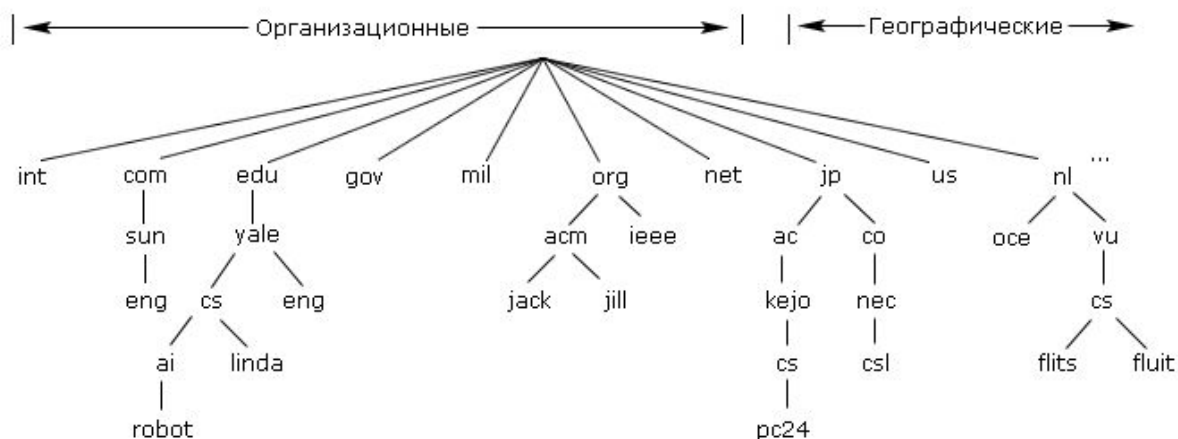 Организационные Географические
int com edu gov mil org net jp us nl ...
sun yale acm ieee ac co oce vu
eng cs eng jack jill kejo nec cs
ai linda cs csl flits fluit
robot pc24